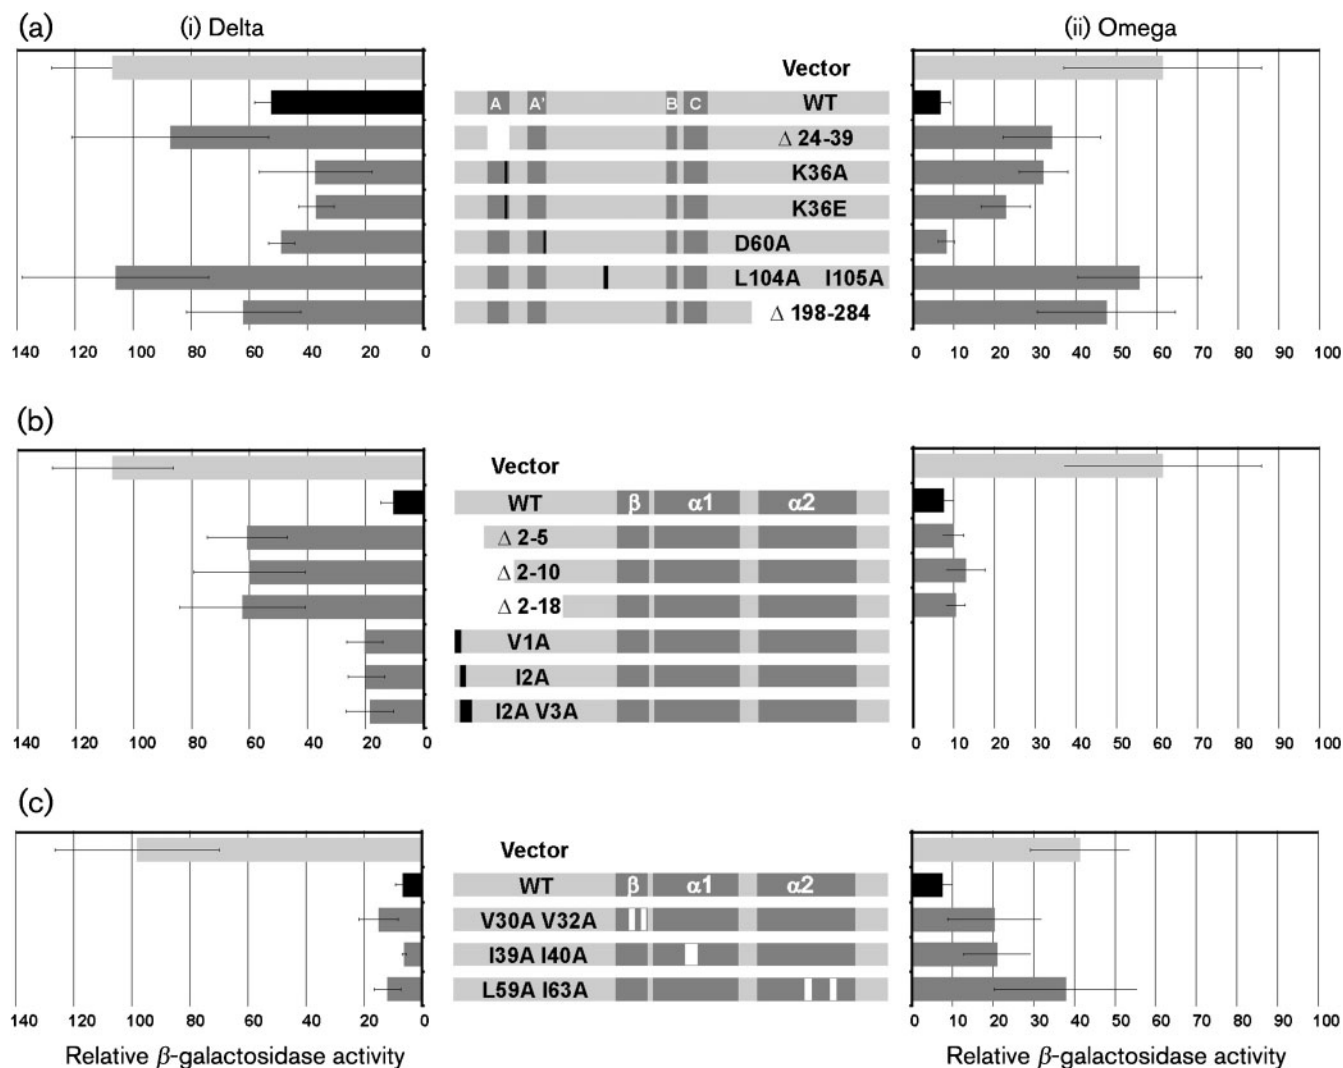 (a)
(i) Delta
(ii) Omega
Vector
A A' B C WT
Δ 24-39
K36A
K36E
D60A
L104A I105A
Δ 198-284
140 120 100 80 60 40 20 0
0 10 20 30 40 50 60 70 80 90 100
(b)
Vector
WT β α1 α2
Δ 2-5
Δ 2-10
Δ 2-18
V1A
I2A
I2A V3A
140 120 100 80 60 40 20 0
0 10 20 30 40 50 60 70 80 90 100
(c)
Vector
WT β α1 α2
V30A V32A
I39A I40A
L59A I63A
140 120 100 80 60 40 20 0
0 10 20 30 40 50 60 70 80 90 100
Relative β-galactosidase activity
Relative β-galactosidase activity